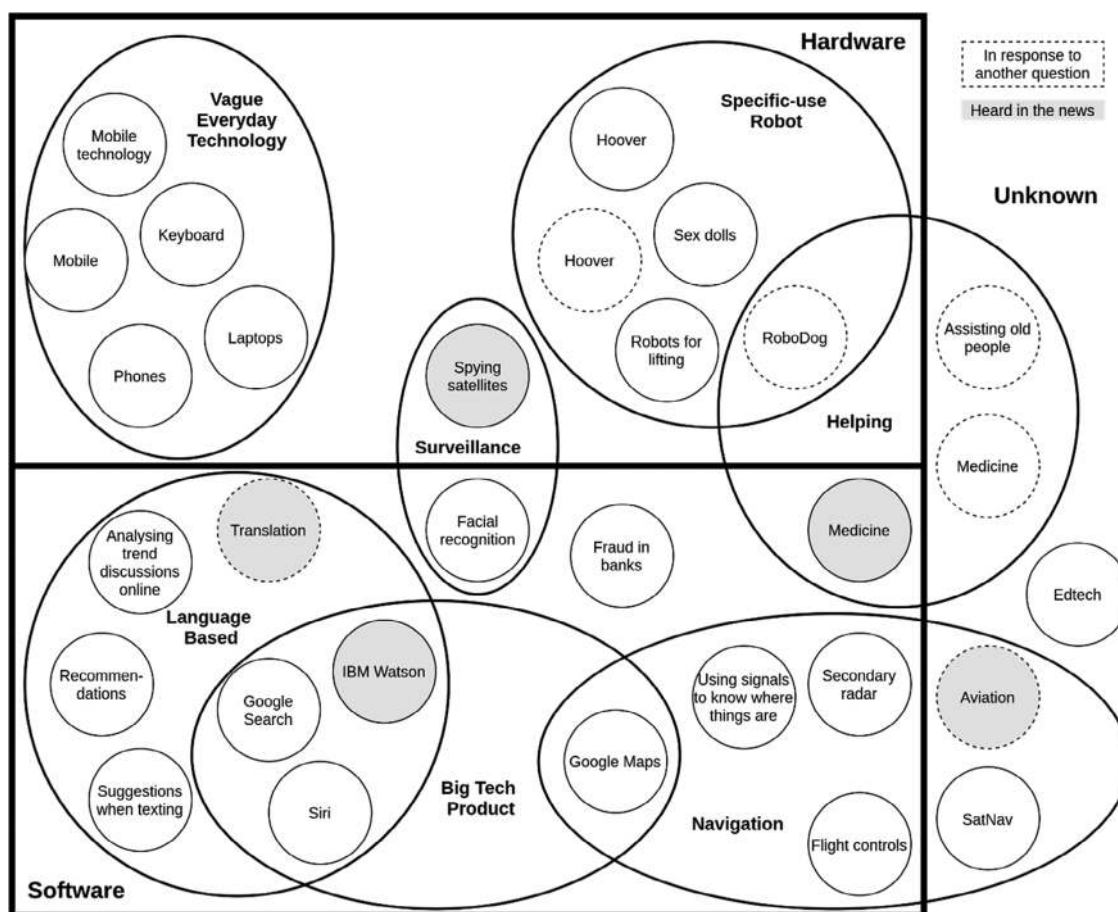 Hardware
In response to
another question
Heard in the news
Vague
Everyday
Technology
Mobile
technology
Keyboard
Mobile
Laptops
Phones
Specific-use
Robot
Hoover
Sex dolls
Hoover
Robots for
lifting
RoboDog
Unknown
Assisting old
people
Helping
Medicine
Medicine
Spying
satellites
Surveillance
Facial
recognition
Fraud in
banks
Edtech
Translation
Analysing
trend
discussions
online
Language
Based
Recommen-
dations
Suggestions
when texting
IBM Watson
Google
Search
Siri
Big Tech
Product
Google Maps
Using signals
to know where
things are
Secondary
radar
Aviation
Navigation
Flight controls
SatNav
Software